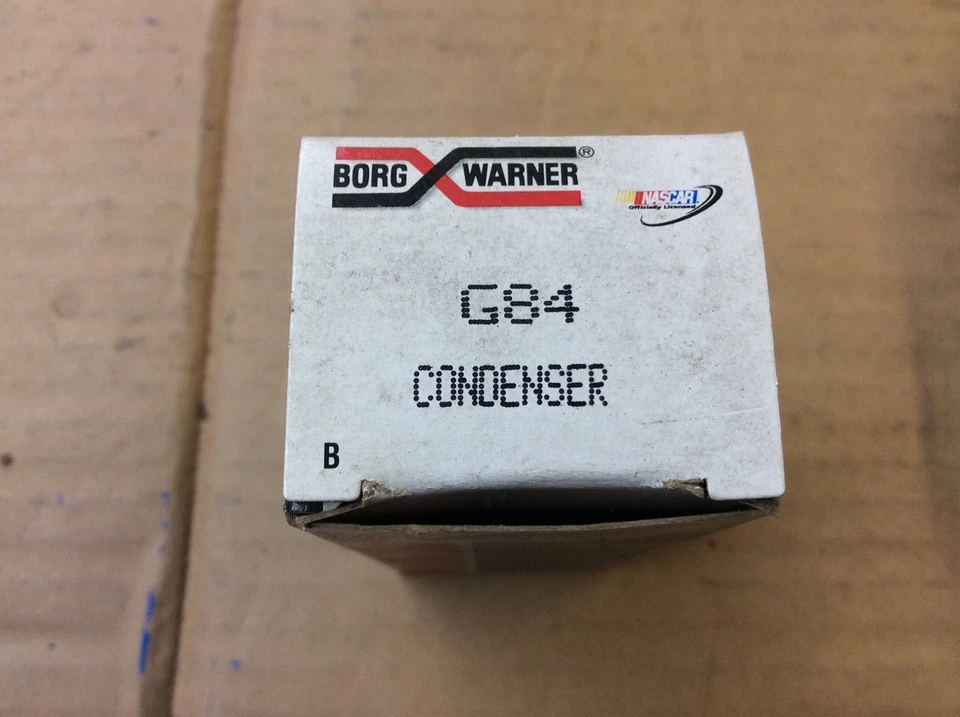 BORG WARNER ®
NASCAR
Officially Licensed
G84
CONDENSER
B